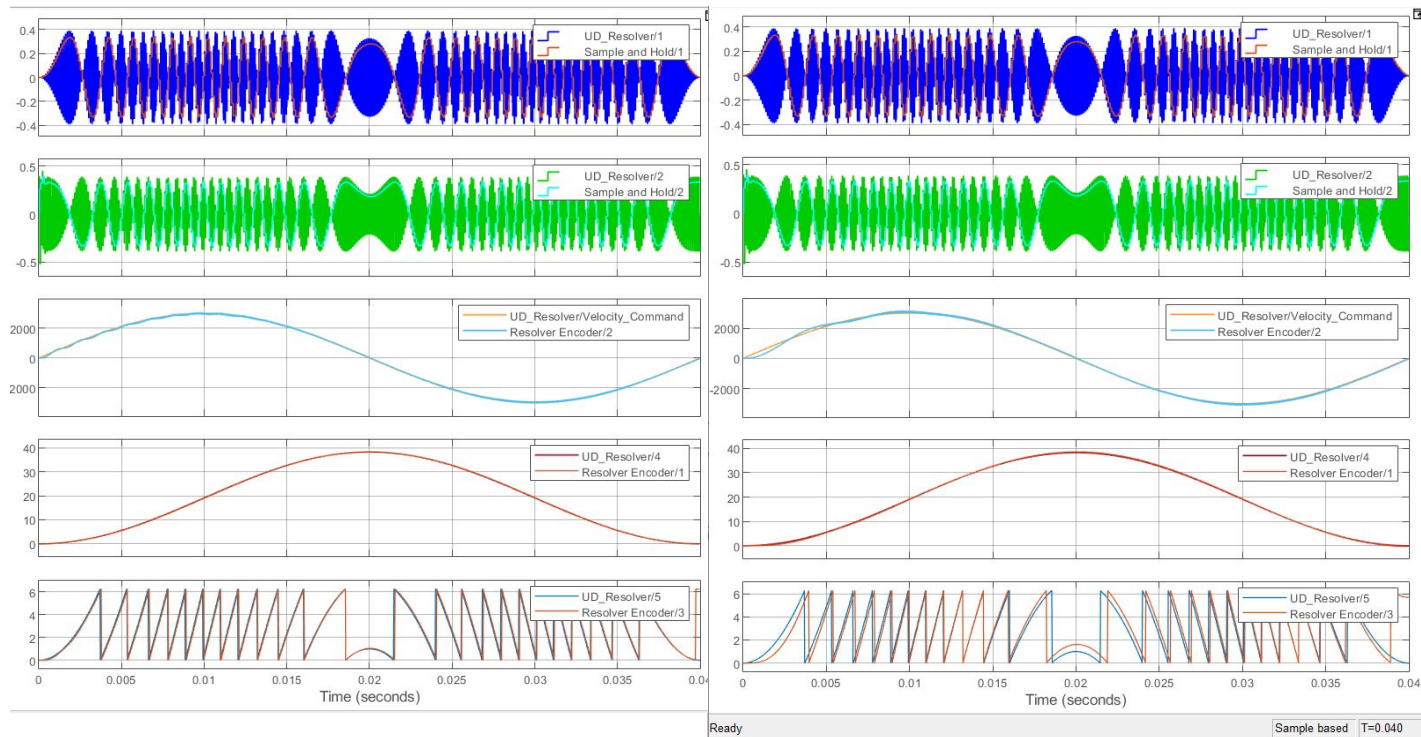 0.4
0.2
0
-0.2
-0.4
UD_Resolver/1
Sample and Hold/1
0.5
0
-0.5
UD_Resolver/2
Sample and Hold/2
2000
0
2000
UD_Resolver/Velocity_Command
Resolver Encoder/2
40
30
20
10
0
UD_Resolver/4
Resolver Encoder/1
6
4
2
0
UD_Resolver/5
Resolver Encoder/3
0 0.005 0.01 0.015 0.02 0.025 0.03 0.035 0.04
Time (seconds)
0.4
0.2
0
-0.2
-0.4
UD_Resolver/1
Sample and Hold/1
0.5
0
-0.5
UD_Resolver/2
Sample and Hold/2
2000
0
-2000
UD_Resolver/Velocity_Command
Resolver Encoder/2
40
30
20
10
0
UD_Resolver/4
Resolver Encoder/1
6
4
2
0
UD_Resolver/5
Resolver Encoder/3
0 0.005 0.01 0.015 0.02 0.025 0.03 0.035 0.04
Time (seconds)
Ready Sample based T=0.040